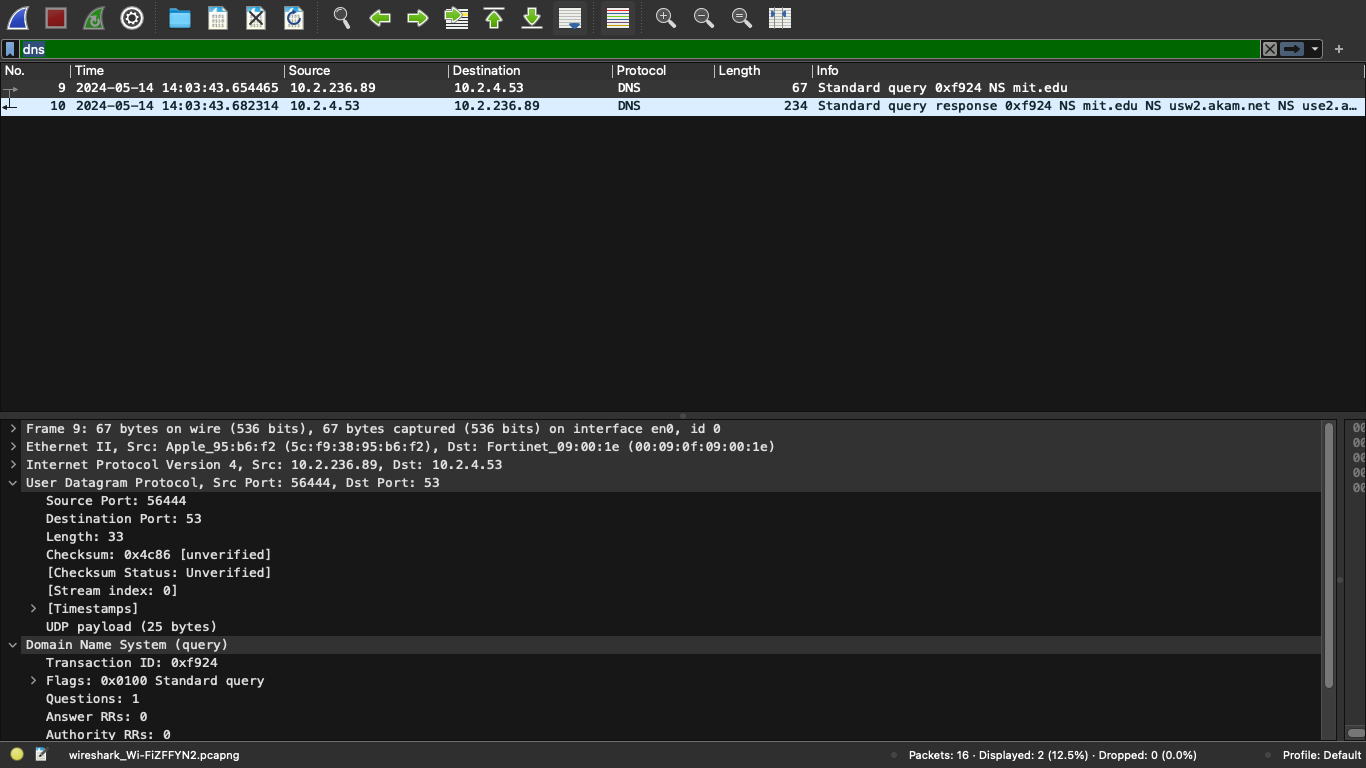 dns
No. Time Source Destination Protocol Length Info
9 2024-05-14 14:03:43.654465 10.2.236.89 10.2.4.53 DNS 67 Standard query 0xf924 NS mit.edu
10 2024-05-14 14:03:43.682314 10.2.4.53 10.2.236.89 DNS 234 Standard query response 0xf924 NS mit.edu NS usw2.akam.net NS use2.a…
Frame 9: 67 bytes on wire (536 bits), 67 bytes captured (536 bits) on interface en0, id 0
Ethernet II, Src: Apple_95:b6:f2 (5c:f9:38:95:b6:f2), Dst: Fortinet_09:00:1e (00:09:0f:09:00:1e)
Internet Protocol Version 4, Src: 10.2.236.89, Dst: 10.2.4.53
User Datagram Protocol, Src Port: 56444, Dst Port: 53
Source Port: 56444
Destination Port: 53
Length: 33
Checksum: 0x4c86 [unverified]
[Checksum Status: Unverified]
[Stream index: 0]
[Timestamps]
UDP payload (25 bytes)
Domain Name System (query)
Transaction ID: 0xf924
Flags: 0x0100 Standard query
Questions: 1
Answer RRs: 0
Authority RRs: 0
00
00
00
00
00
wireshark_Wi-FiZFFYN2.pcapng
Packets: 16 · Displayed: 2 (12.5%) · Dropped: 0 (0.0%)
Profile: Default